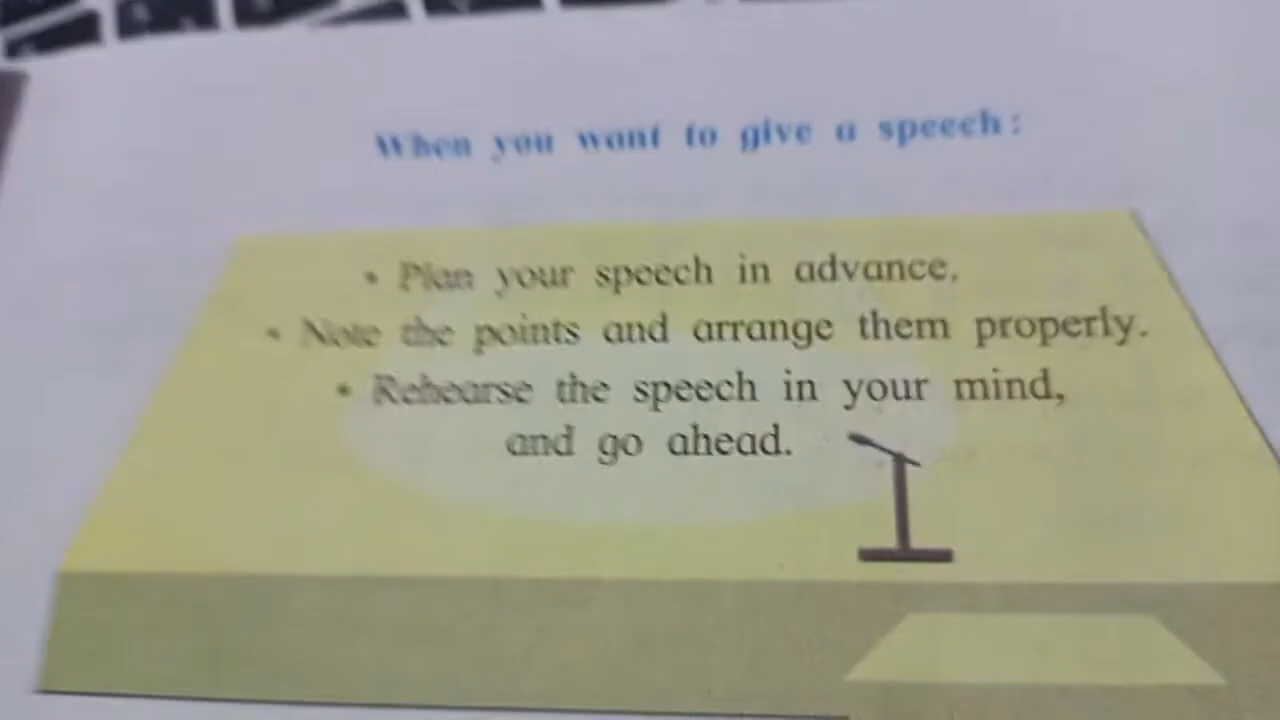 When you want to give a speech:
• Plan your speech in advance.
• Note the points and arrange them properly.
• Rehearse the speech in your mind,
and go ahead.